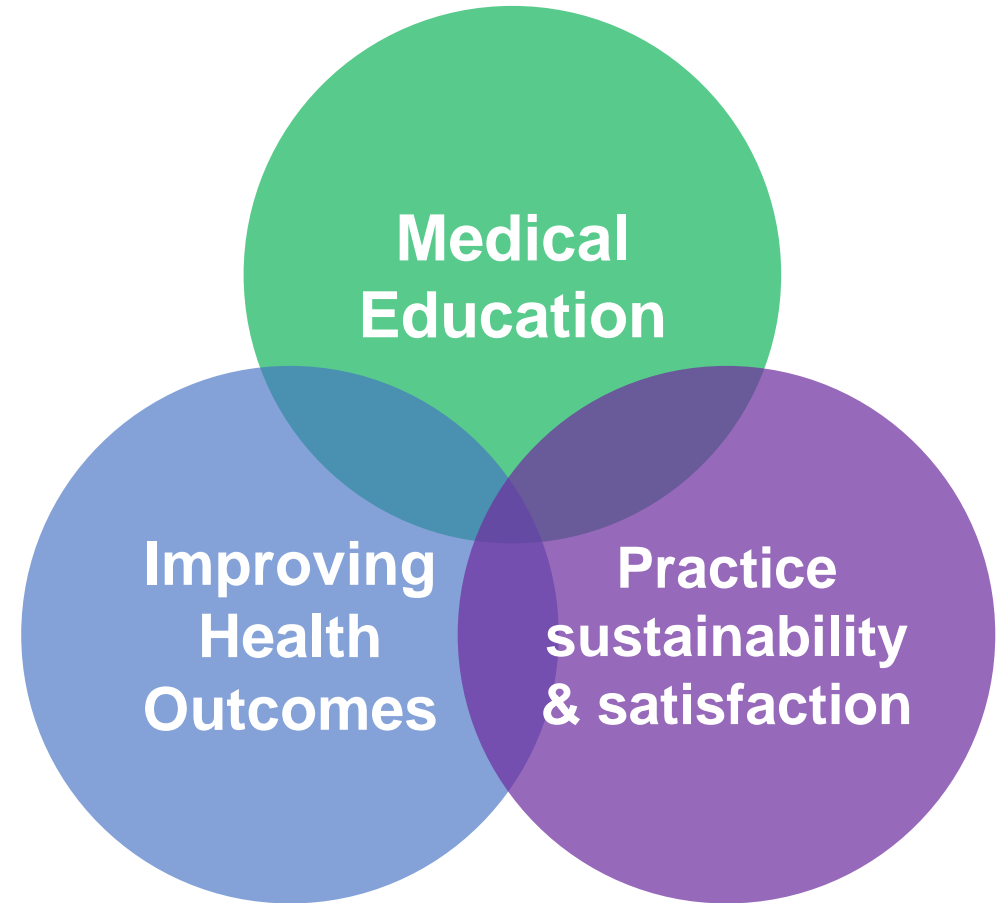 Medical
Education
Improving
Health
Outcomes
Practice
sustainability
& satisfaction